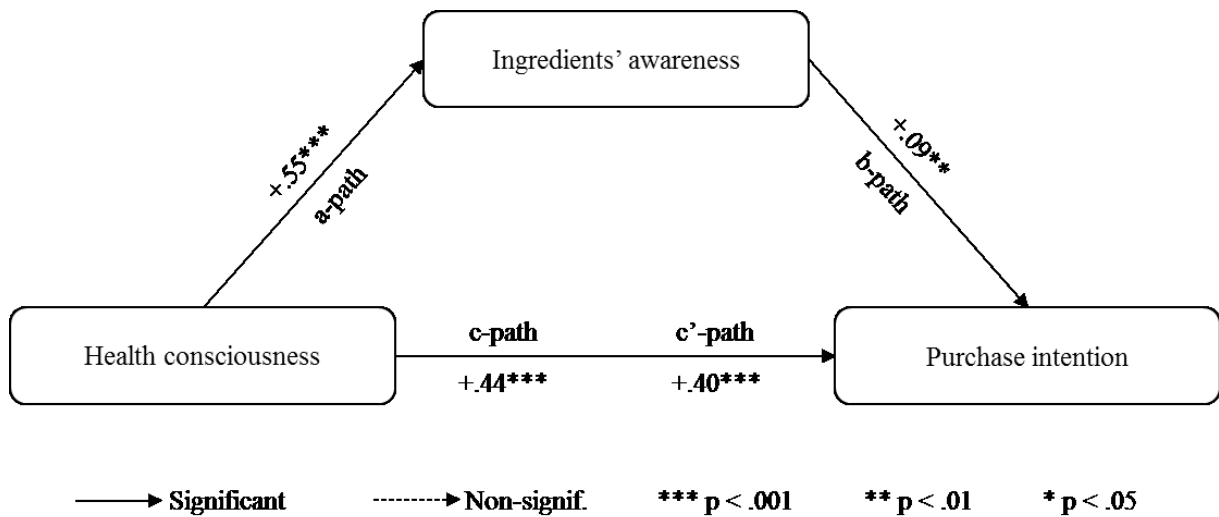 Ingredients’ awareness
+.55***
a-path
+.09**
b-path
Health consciousness
c-path
c’-path
+.44***
+.40***
Purchase intention
Significant
Non-signif.
*** p < .001
** p < .01
* p < .05